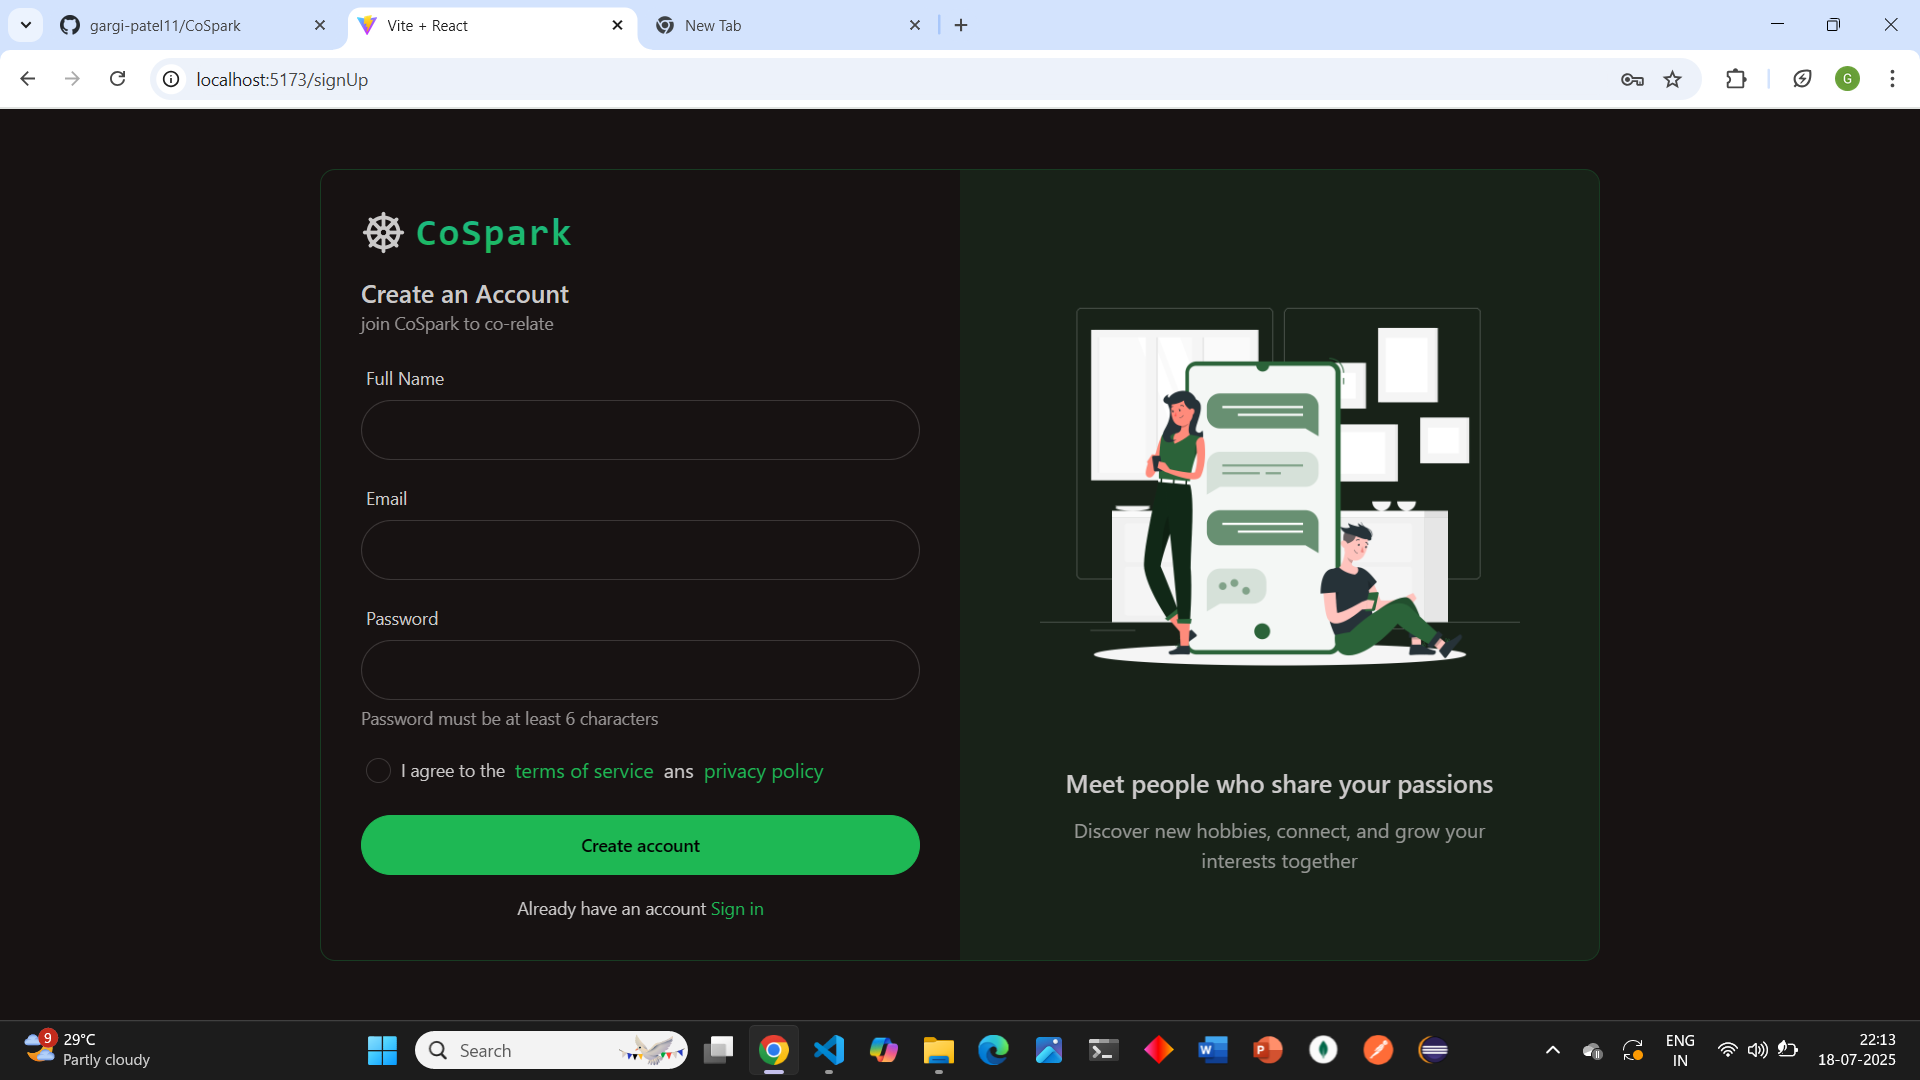 gargi-patel11/CoSpark
Vite + React
New Tab
localhost:5173/signUp
G
CoSpark
Create an Account
join CoSpark to co-relate
Full Name
Email
Password
Password must be at least 6 characters
I agree to the terms of service ans privacy policy
Create account
Already have an account Sign in
Meet people who share your passions
Discover new hobbies, connect, and grow your
interests together
9
29°C
Partly cloudy
Search
W
P
ENG
IN
22:13
18-07-2025